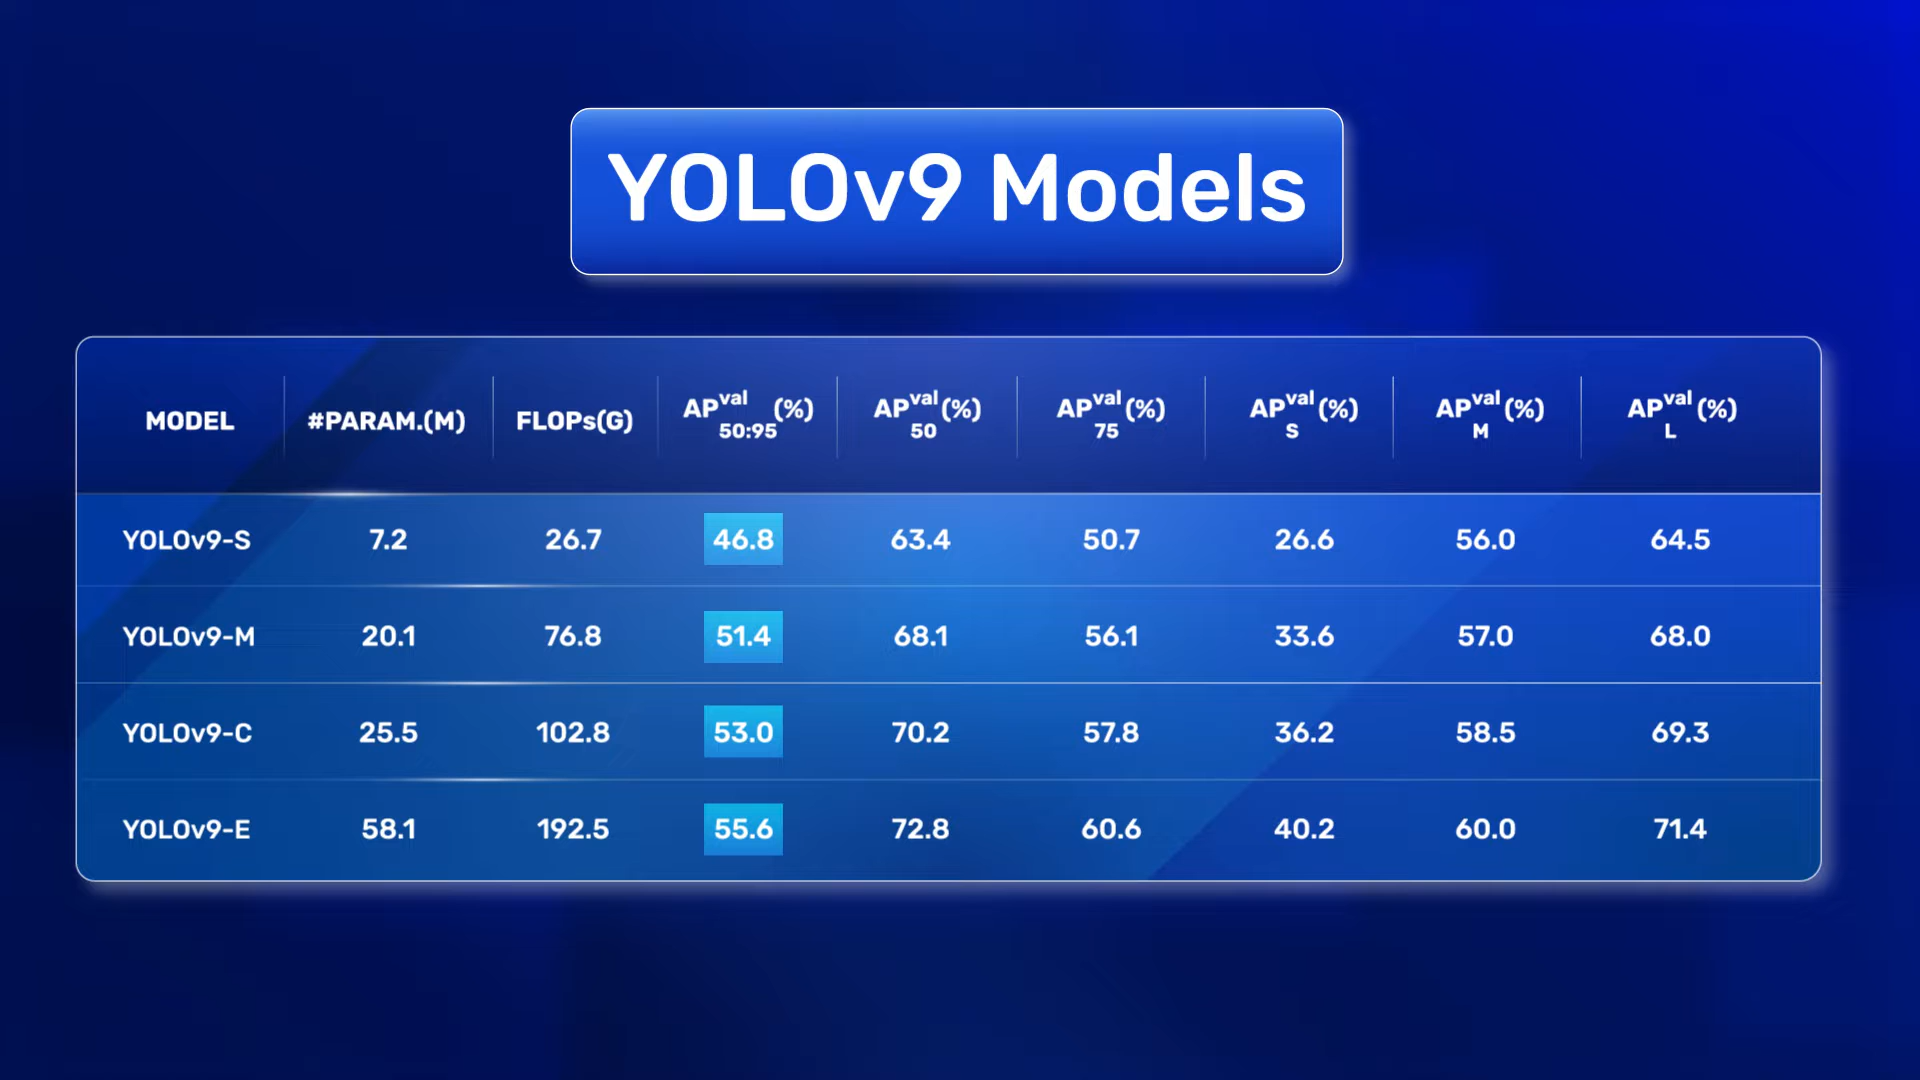 YOLOv9 Models
MODEL #PARAM.(M) FLOPs(G) AP val 50:95 (%) AP val 50 (%) AP val 75 (%) AP val S (%) AP val M (%) AP val L (%)
YOLOv9-S 7.2 26.7 46.8 63.4 50.7 26.6 56.0 64.5
YOLOv9-M 20.1 76.8 51.4 68.1 56.1 33.6 57.0 68.0
YOLOv9-C 25.5 102.8 53.0 70.2 57.8 36.2 58.5 69.3
YOLOv9-E 58.1 192.5 55.6 72.8 60.6 40.2 60.0 71.4